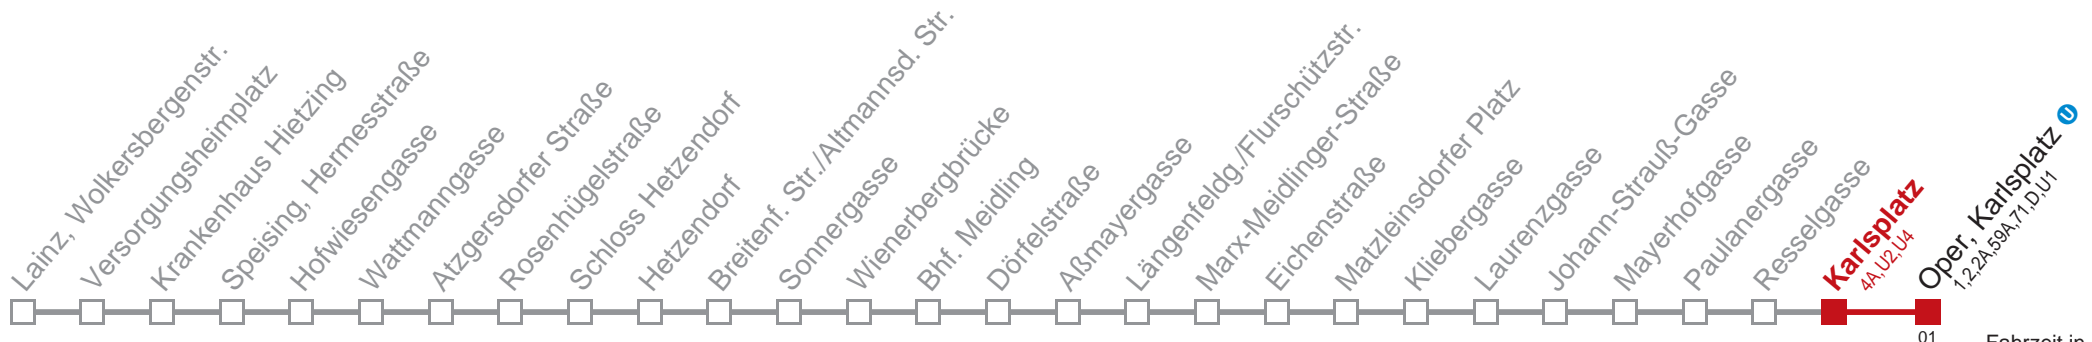 Lainz, Wolkersbergenstr.
Versorgungsheimplatz
Krankenhaus Hietzing
Speising, Hermesstraße
Hofwiesengasse
Wattmanngasse
Atzgersdorfer Straße
Rosenhügelstraße
Schloss Hetzendorf
Hetzendorf
Breitenf. Str./Altmannsd. Str.
Sonnergasse
Wienerbergbrücke
Bhf. Meidling
Dörfelstraße
Aßmayergasse
Längenfeldg./Flurschützstr.
Marx-Meidlinger-Straße
Eichenstraße
Matzleinsdorfer Platz
Kliebergasse
Laurenzgasse
Johann-Strauß-Gasse
Mayerhofgasse
Paulanergasse
Resselgasse
Karlsplatz
4A,U2,U4
Oper, Karlsplatz U
1,2,2A,59A,71,D,U1
01
Fahrzeit in